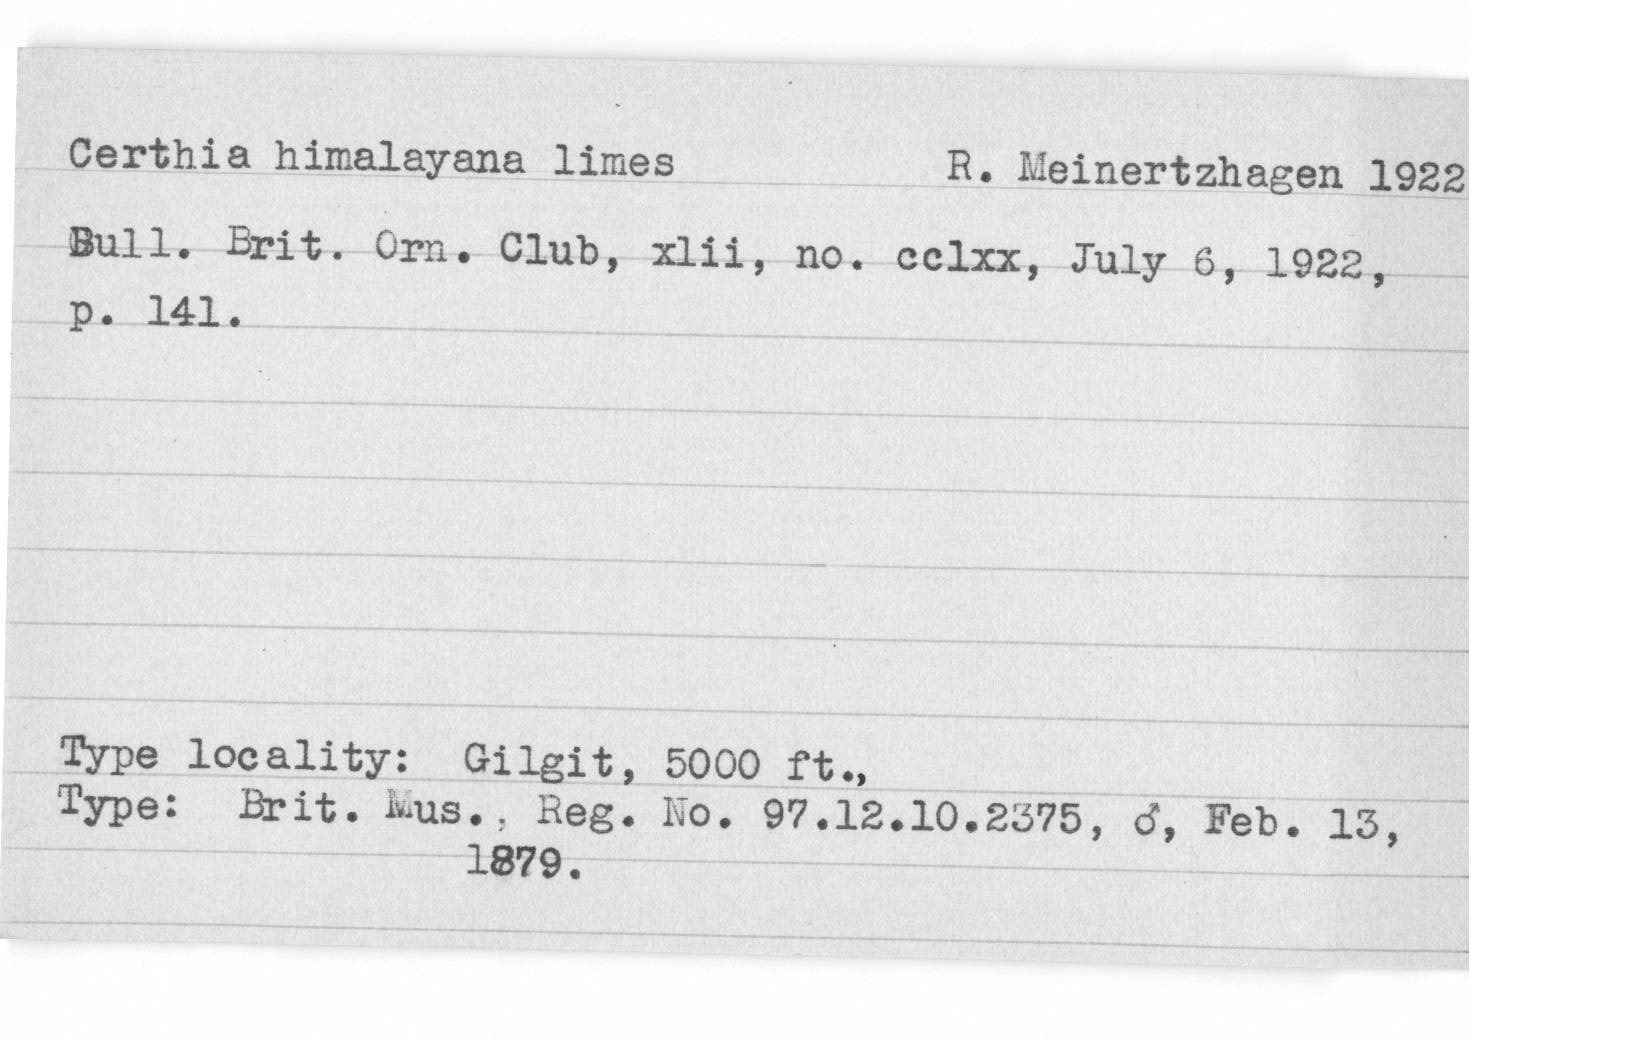 Certhia himalayana limes R. Meinertzhagen 1922
Bull. Brit. Orn. Club, xlii, no. cclxx, July 6, 1922,
p. 141.
Type locality: Gilgit, 5000 ft.,
Type: Brit. Mus., Reg. No. 97.12.10.2375, ♂, Feb. 13,
1879.